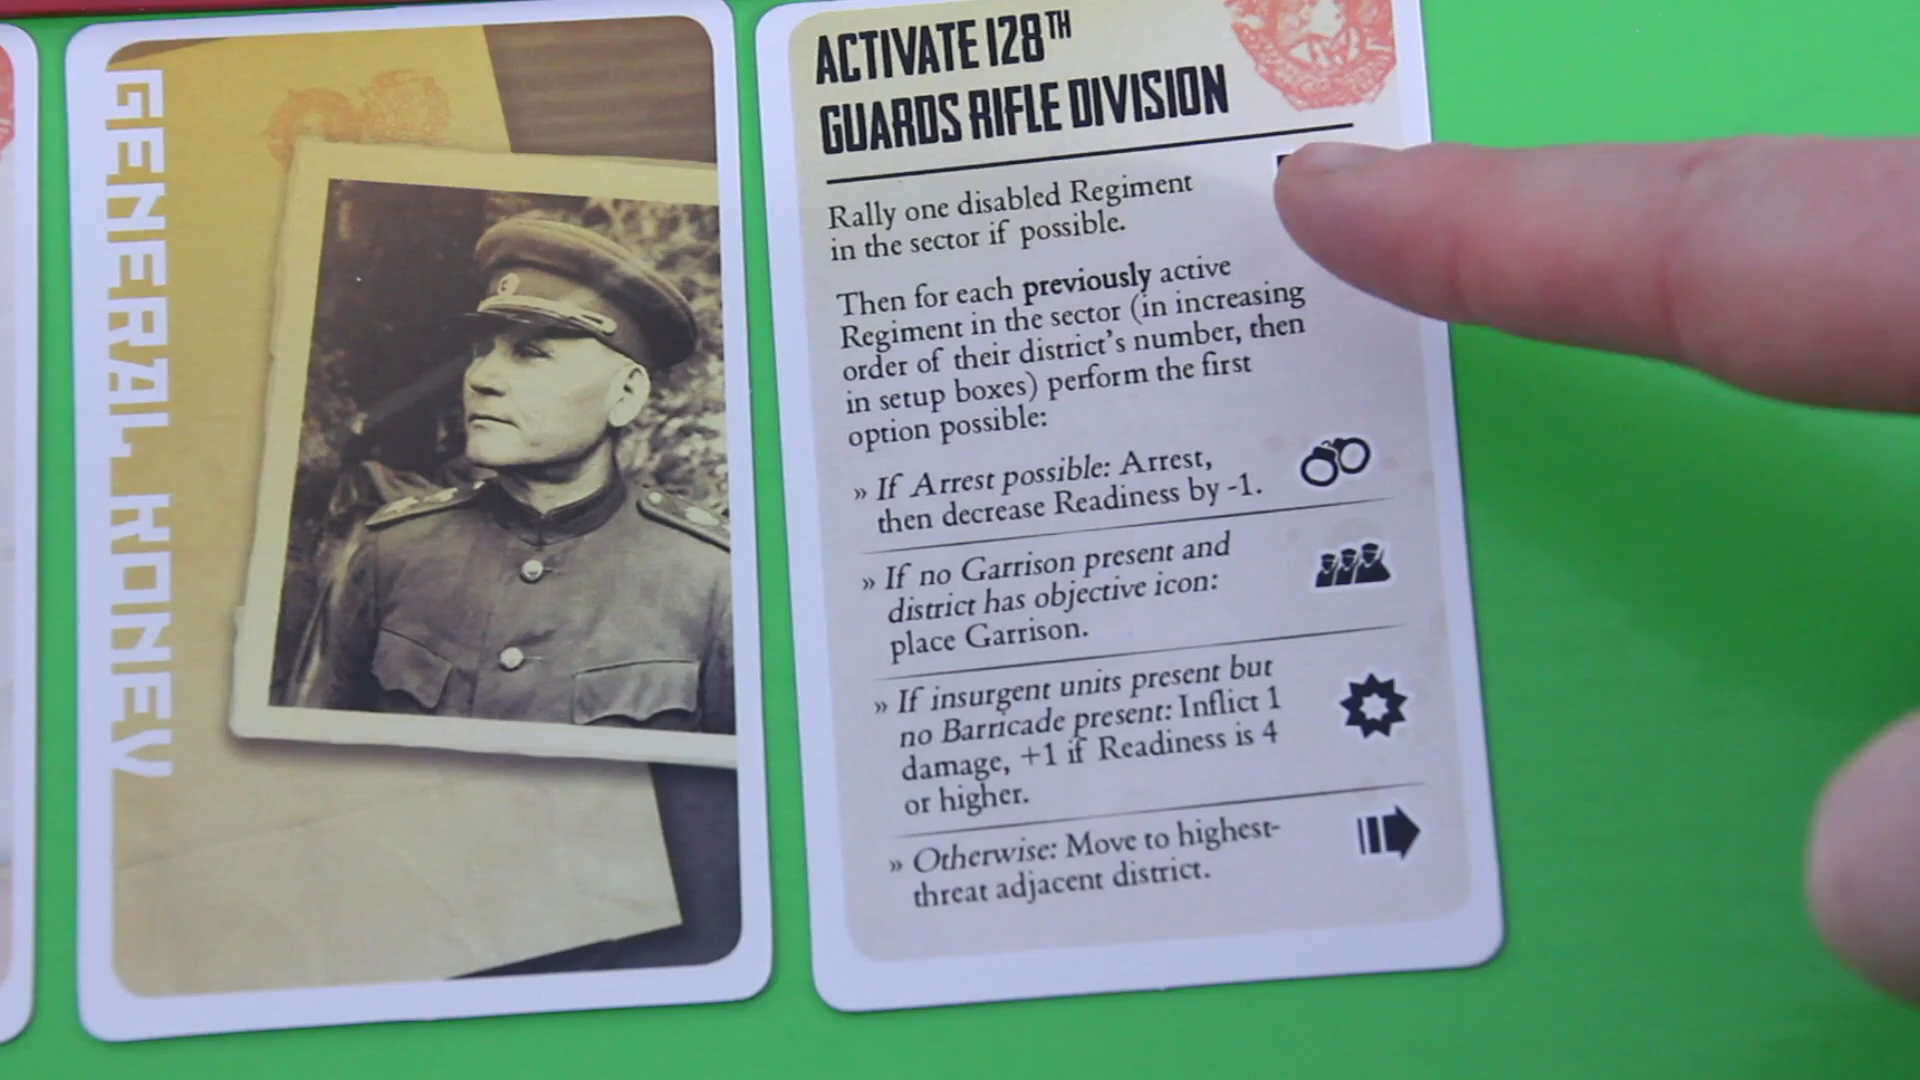 GENERAL KONEV
ACTIVATE 128TH
GUARDS RIFLE DIVISION
Rally one disabled Regiment
in the sector if possible.
Then for each previously active
Regiment in the sector (in increasing
order of their district's number, then
in setup boxes) perform the first
option possible:
» If Arrest possible: Arrest,
then decrease Readiness by -1.
» If no Garrison present and
district has objective icon:
place Garrison.
» If insurgent units present but
no Barricade present: Inflict 1
damage, +1 if Readiness is 4
or higher.
» Otherwise: Move to highest-
threat adjacent district.